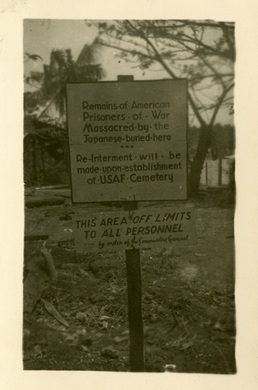 Remains of American
Prisoners - of - War
Massacred by the
Japanese buried here
Re-Interment - will - be
made upon establishment
of USAF Cemetery
THIS AREA OFF LIMITS
TO ALL PERSONNEL
by order of the Commanding General